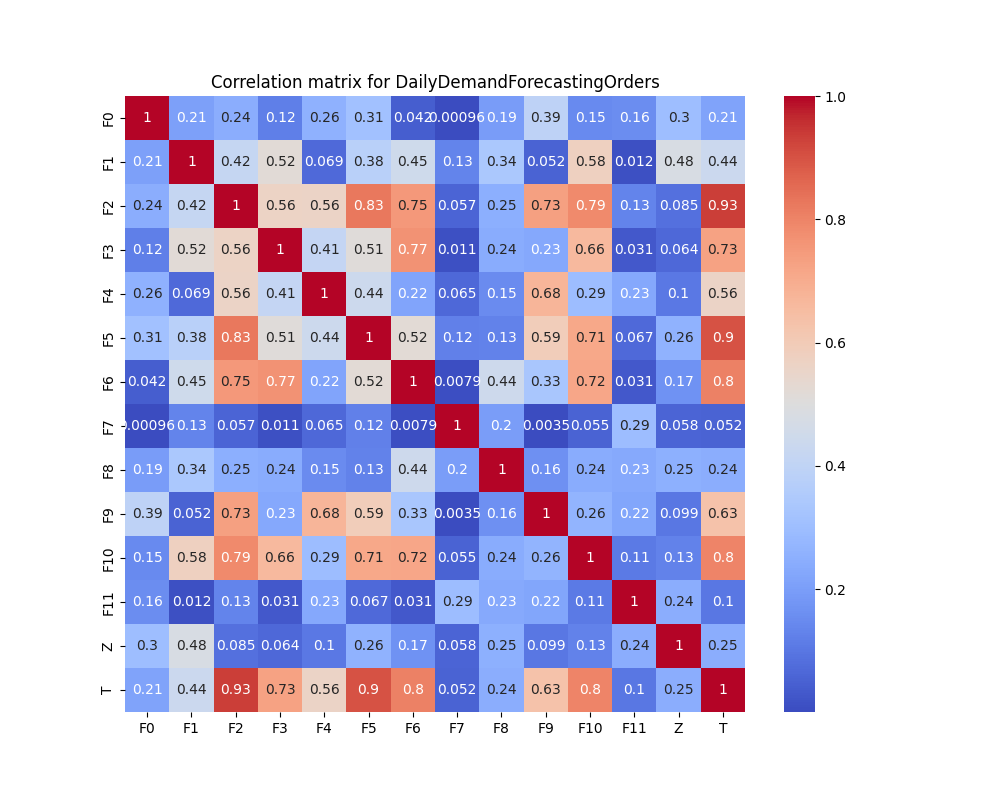 Correlation matrix for DailyDemandForecastingOrders
F0 1 0.21 0.24 0.12 0.26 0.31 0.042 0.00096 0.19 0.39 0.15 0.16 0.3 0.21
F1 0.21 1 0.42 0.52 0.069 0.38 0.45 0.13 0.34 0.052 0.58 0.012 0.48 0.44
F2 0.24 0.42 1 0.56 0.56 0.83 0.75 0.057 0.25 0.73 0.79 0.13 0.085 0.93
F3 0.12 0.52 0.56 1 0.41 0.51 0.77 0.011 0.24 0.23 0.66 0.031 0.064 0.73
F4 0.26 0.069 0.56 0.41 1 0.44 0.22 0.065 0.15 0.68 0.29 0.23 0.1 0.56
F5 0.31 0.38 0.83 0.51 0.44 1 0.52 0.12 0.13 0.59 0.71 0.067 0.26 0.9
F6 0.042 0.45 0.75 0.77 0.22 0.52 1 0.0079 0.44 0.33 0.72 0.031 0.17 0.8
F7 0.00096 0.13 0.057 0.011 0.065 0.12 0.0079 1 0.2 0.0035 0.055 0.29 0.058 0.052
F8 0.19 0.34 0.25 0.24 0.15 0.13 0.44 0.2 1 0.16 0.24 0.23 0.25 0.24
F9 0.39 0.052 0.73 0.23 0.68 0.59 0.33 0.0035 0.16 1 0.26 0.22 0.099 0.63
F10 0.15 0.58 0.79 0.66 0.29 0.71 0.72 0.055 0.24 0.26 1 0.11 0.13 0.8
F11 0.16 0.012 0.13 0.031 0.23 0.067 0.031 0.29 0.23 0.22 0.11 1 0.24 0.1
Z 0.3 0.48 0.085 0.064 0.1 0.26 0.17 0.058 0.25 0.099 0.13 0.24 1 0.25
T 0.21 0.44 0.93 0.73 0.56 0.9 0.8 0.052 0.24 0.63 0.8 0.1 0.25 1
F0 F1 F2 F3 F4 F5 F6 F7 F8 F9 F10 F11 Z T
1.0
0.8
0.6
0.4
0.2